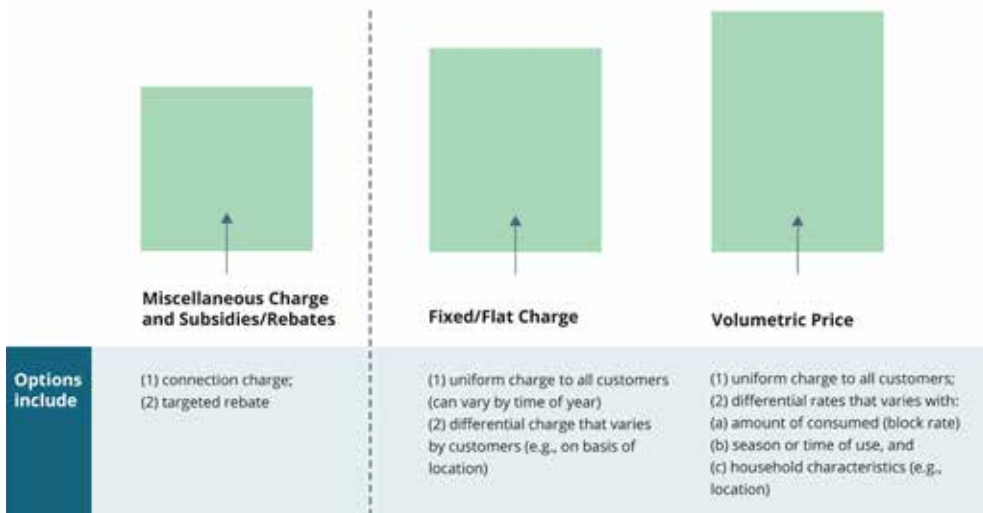 Miscellaneous Charge
and Subsidies/Rebates
Fixed/Flat Charge
Volumetric Price
Options
include
(1) connection charge;
(2) targeted rebate
(1) uniform charge to all customers
(can vary by time of year)
(2) differential charge that varies
by customers (e.g., on basis of
location)
(1) uniform charge to all customers;
(2) differential rates that varies with:
(a) amount of consumed (block rate)
(b) season or time of use, and
(c) household characteristics (e.g.,
location)